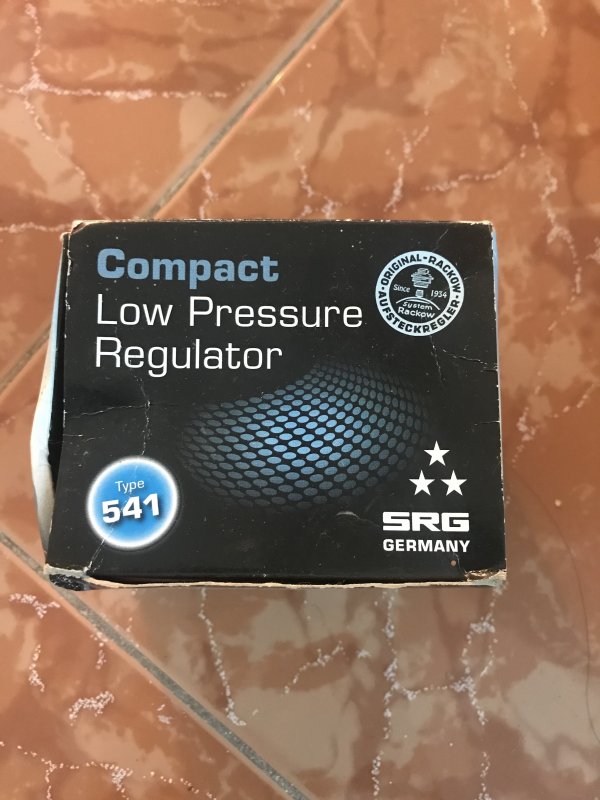 Compact
Low Pressure
Regulator
ORIGINAL-RACKOW
Since 1934
System
Rackow
AUFSTECKREGLER
Type
541
SRG
GERMANY